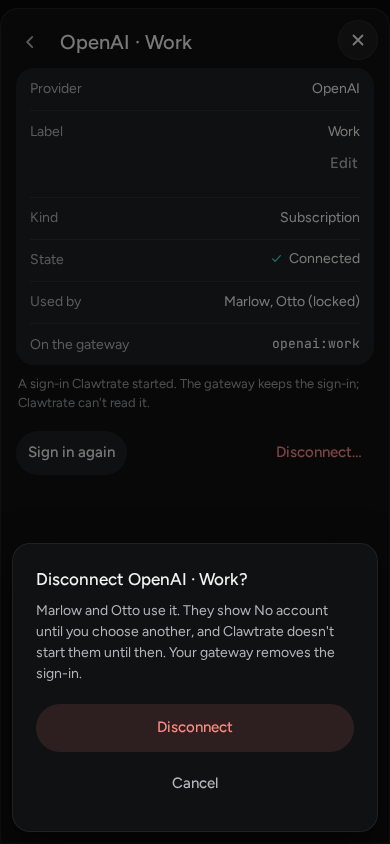 OpenAI · Work
Provider OpenAI
Label Work
Edit
Kind Subscription
State Connected
Used by Marlow, Otto (locked)
On the gateway openai:work
A sign-in Clawtrate started. The gateway keeps the sign-in;
Clawtrate can't read it.
Sign in again Disconnect…
Disconnect OpenAI · Work?
Marlow and Otto use it. They show No account
until you choose another, and Clawtrate doesn't
start them until then. Your gateway removes the
sign-in.
Disconnect
Cancel